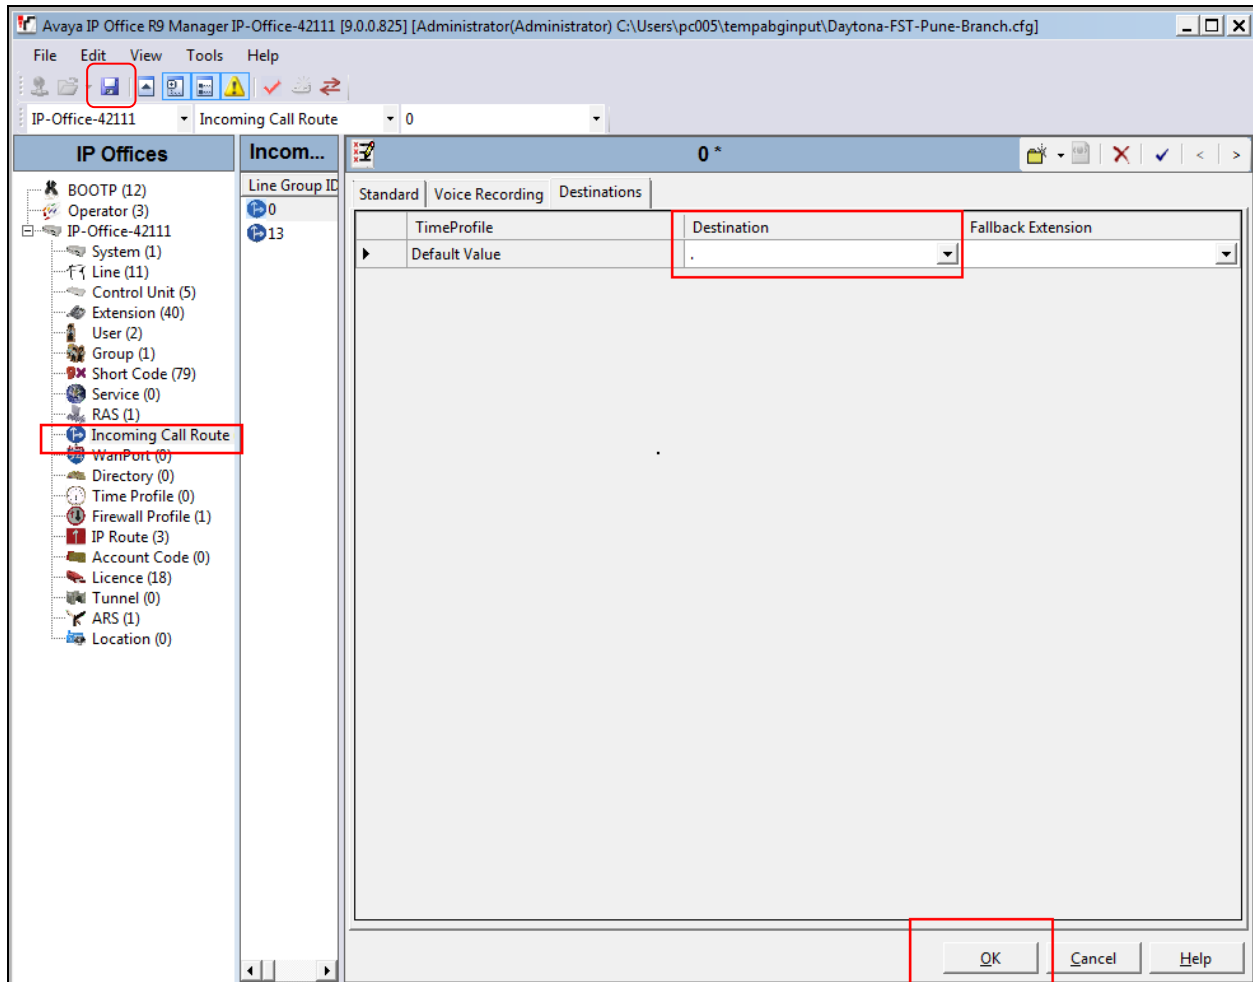 Avaya IP Office R9 Manager IP-Office-42111 [9.0.0.825] [Administrator(Administrator) C:\Users\pc005\tempabginput\Daytona-FST-Pune-Branch.cfg]
File Edit View Tools Help
IP-Office-42111 Incoming Call Route 0
IP Offices
BOOTP (12)
Operator (3)
IP-Office-42111
System (1)
Line (11)
Control Unit (5)
Extension (40)
User (2)
Group (1)
Short Code (79)
Service (0)
RAS (1)
Incoming Call Route
WanPort (0)
Directory (0)
Time Profile (0)
Firewall Profile (1)
IP Route (3)
Account Code (0)
Licence (18)
Tunnel (0)
ARS (1)
Location (0)
Incom...
Line Group ID
0
13
0 *
Standard Voice Recording Destinations
TimeProfile Destination Fallback Extension
Default Value .
.
OK Cancel Help